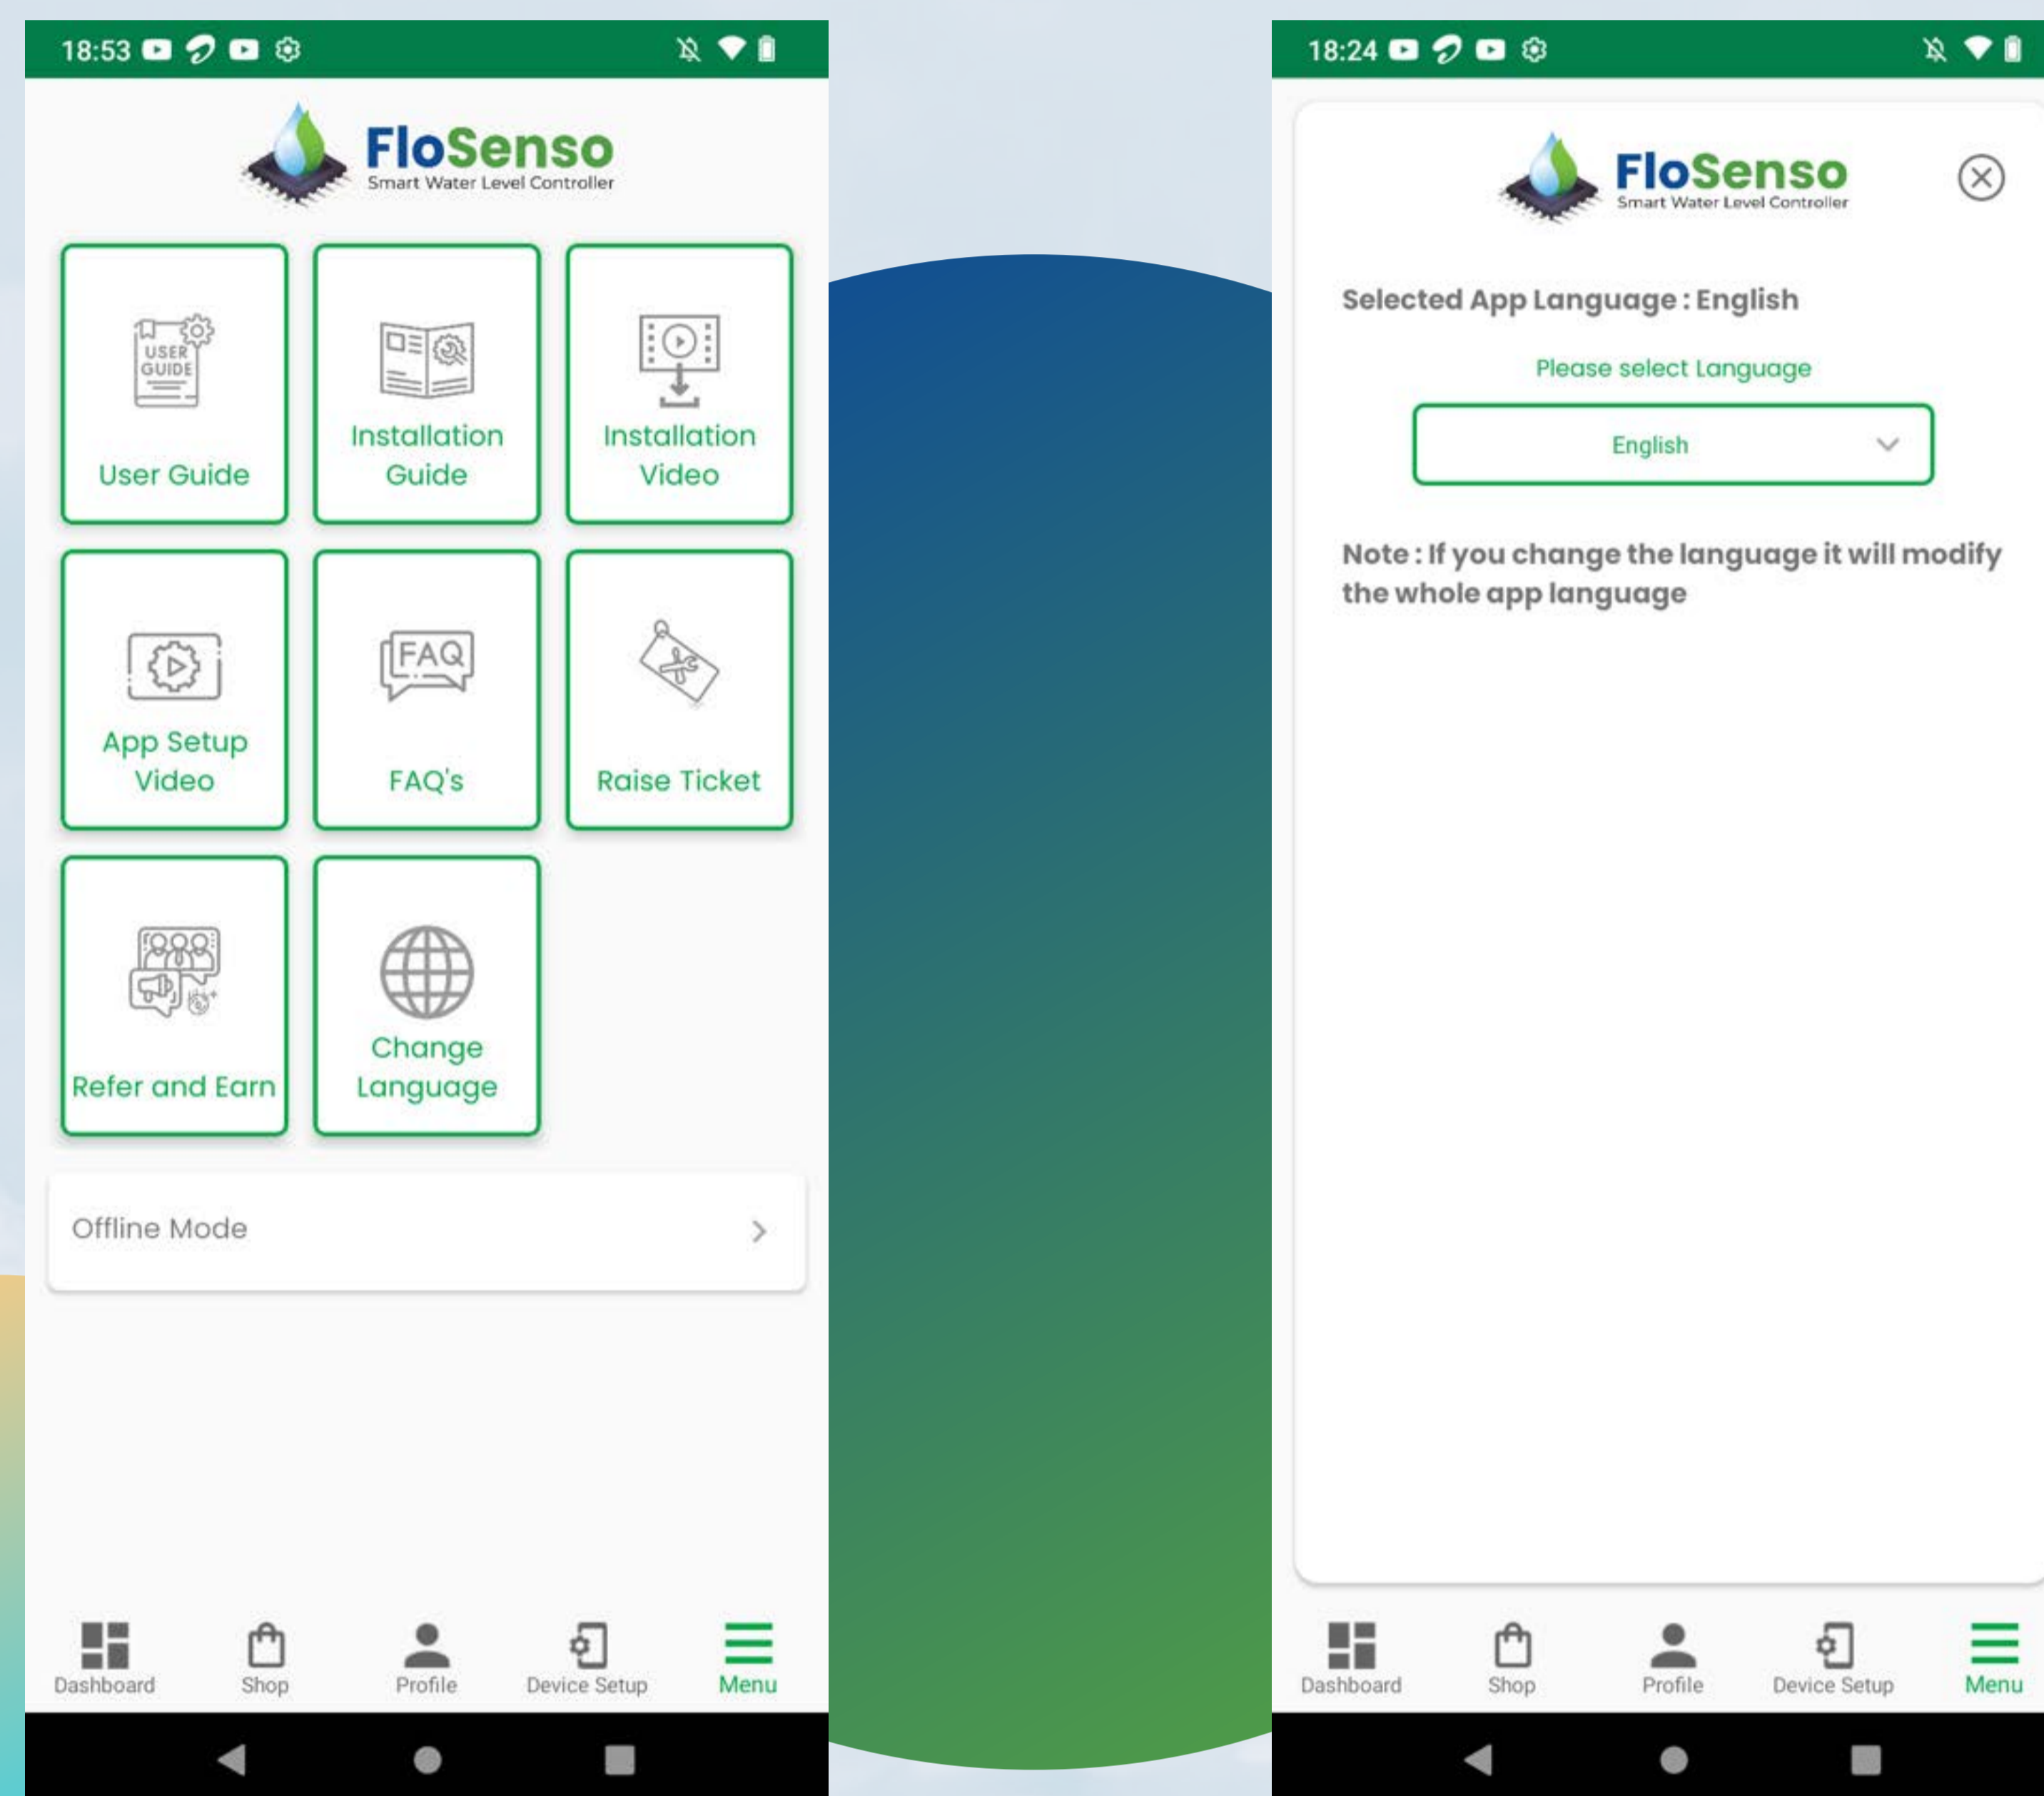 18:53
FloSenso
Smart Water Level Controller
USER
GUIDE
User Guide
Installation
Guide
Installation
Video
App Setup
Video
FAQ
FAQ's
Raise Ticket
Refer and Earn
Change
Language
Offline Mode
Dashboard
Shop
Profile
Device Setup
Menu
18:24
FloSenso
Smart Water Level Controller
Selected App Language : English
Please select Language
English
Note : If you change the language it will modify
the whole app language
Dashboard
Shop
Profile
Device Setup
Menu